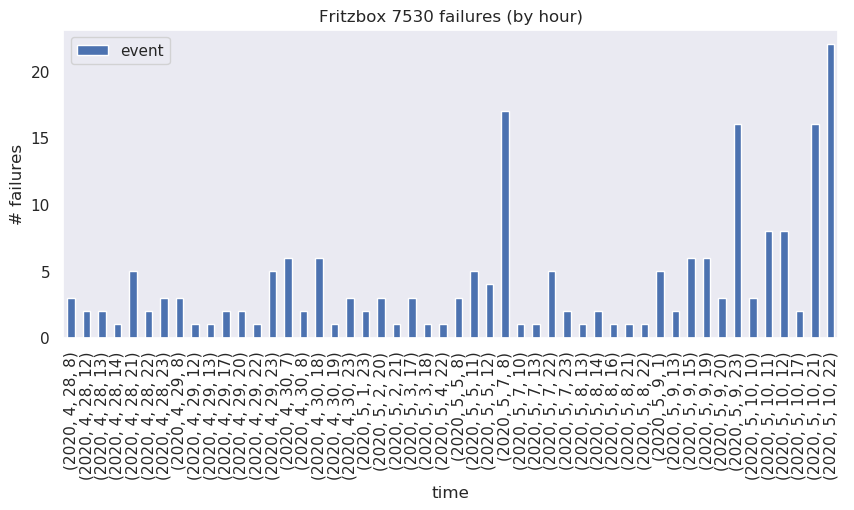 Fritzbox 7530 failures (by hour)
event
# failures
20
15
10
5
0
(2020, 4, 28, 8)
(2020, 4, 28, 12)
(2020, 4, 28, 13)
(2020, 4, 28, 14)
(2020, 4, 28, 21)
(2020, 4, 28, 22)
(2020, 4, 28, 23)
(2020, 4, 29, 8)
(2020, 4, 29, 12)
(2020, 4, 29, 13)
(2020, 4, 29, 17)
(2020, 4, 29, 20)
(2020, 4, 29, 22)
(2020, 4, 29, 23)
(2020, 4, 30, 7)
(2020, 4, 30, 8)
(2020, 4, 30, 18)
(2020, 4, 30, 19)
(2020, 4, 30, 23)
(2020, 5, 1, 23)
(2020, 5, 2, 20)
(2020, 5, 2, 21)
(2020, 5, 3, 17)
(2020, 5, 3, 18)
(2020, 5, 4, 22)
(2020, 5, 5, 8)
(2020, 5, 5, 11)
(2020, 5, 5, 12)
(2020, 5, 7, 8)
(2020, 5, 7, 10)
(2020, 5, 7, 13)
(2020, 5, 7, 22)
(2020, 5, 7, 23)
(2020, 5, 8, 13)
(2020, 5, 8, 14)
(2020, 5, 8, 16)
(2020, 5, 8, 21)
(2020, 5, 8, 22)
(2020, 5, 9, 1)
(2020, 5, 9, 13)
(2020, 5, 9, 15)
(2020, 5, 9, 19)
(2020, 5, 9, 20)
(2020, 5, 9, 23)
(2020, 5, 10, 10)
(2020, 5, 10, 11)
(2020, 5, 10, 12)
(2020, 5, 10, 17)
(2020, 5, 10, 21)
(2020, 5, 10, 22)
time